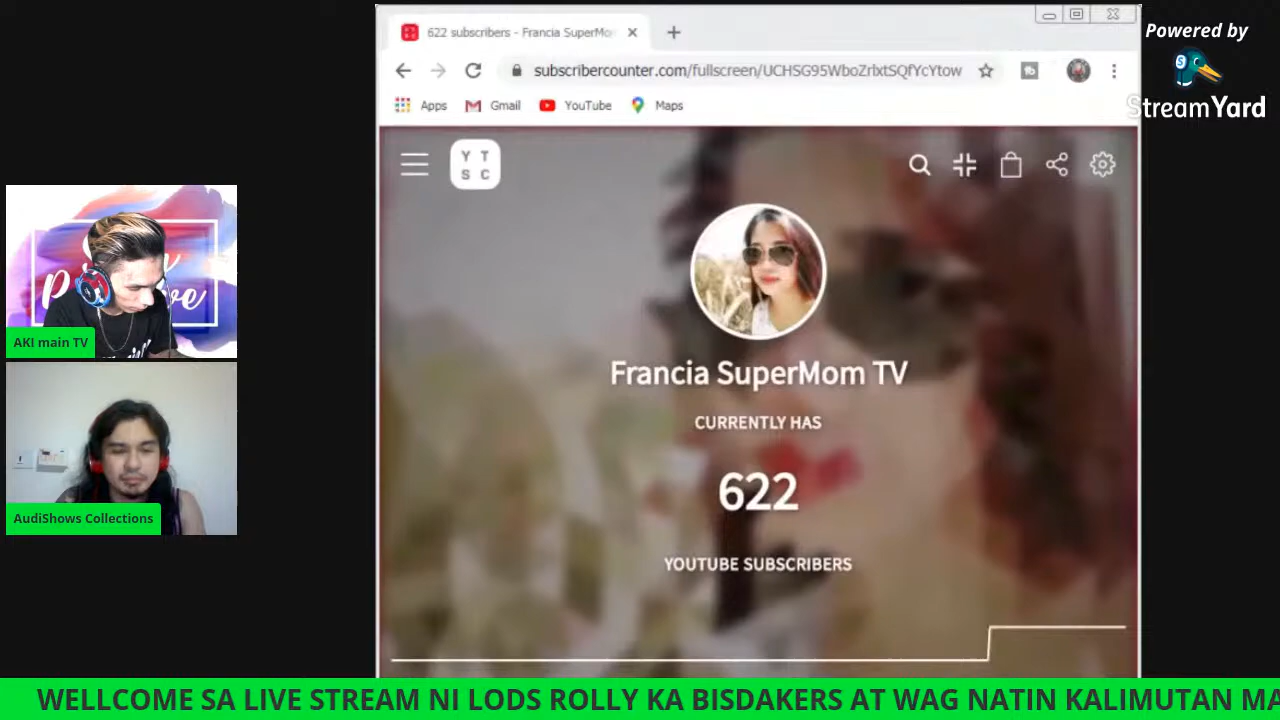 622 subscribers - Francia SuperMo
Powered by
StreamYard
subscribercounter.com/fullscreen/UCHSG95WboZrlxtSQfYcYtow
Apps Gmail YouTube Maps
Y T
S C
AKI main TV
AudiShows Collections
Francia SuperMom TV
CURRENTLY HAS
622
YOUTUBE SUBSCRIBERS
WELLCOME SA LIVE STREAM NI LODS ROLLY KA BISDAKERS AT WAG NATIN KALIMUTAN MA